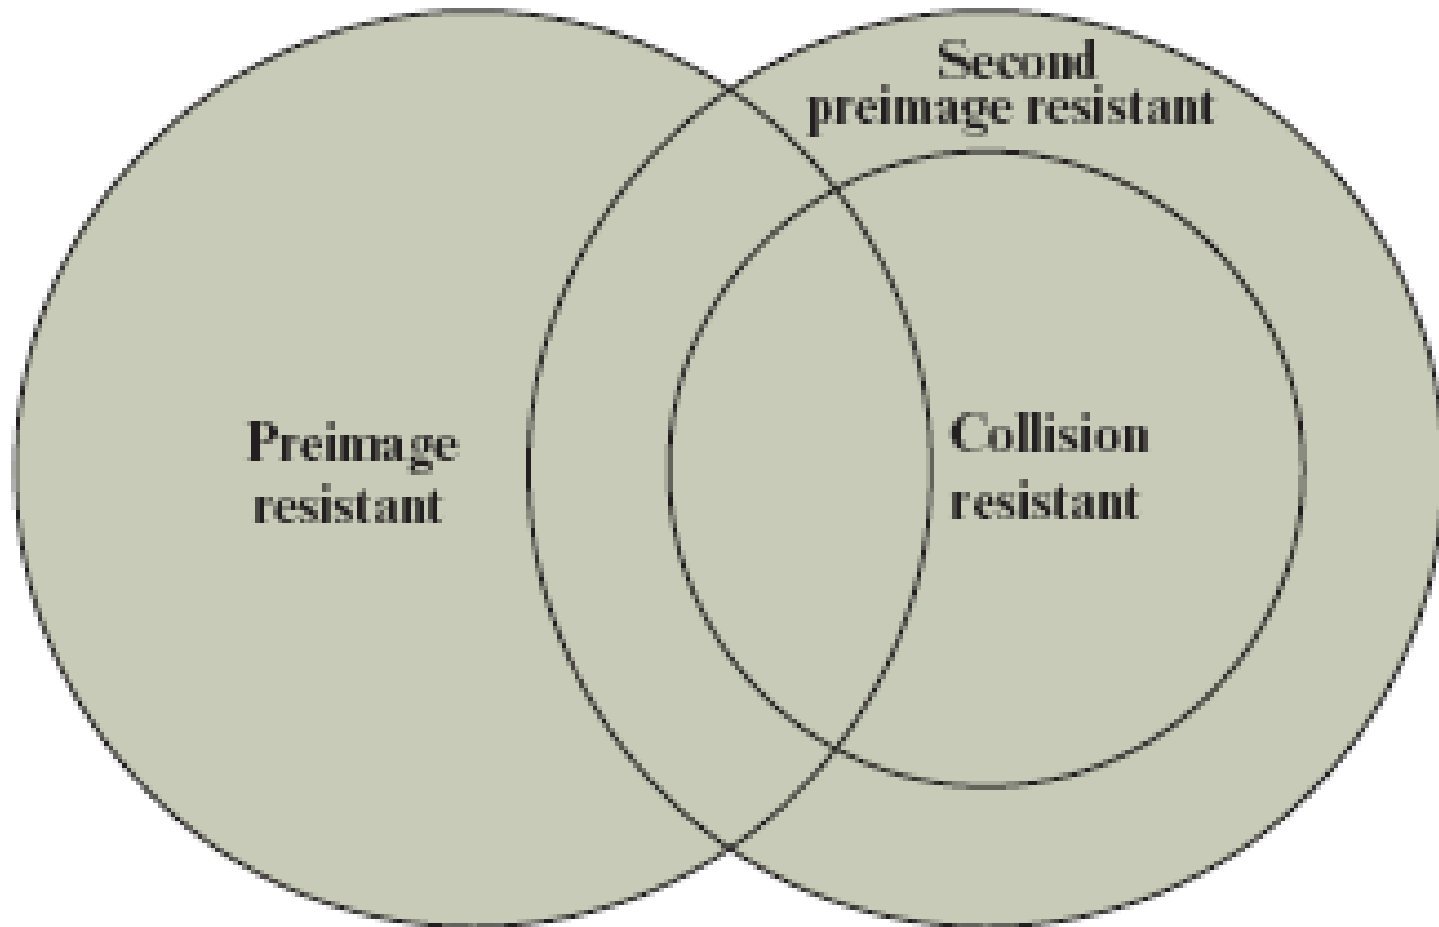 Second
preimage resistant
Preimage
resistant
Collision
resistant